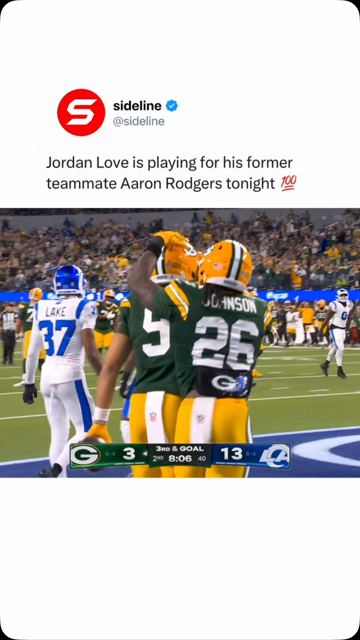 sideline
@sideline
Jordan Love is playing for his former
teammate Aaron Rodgers tonight 💯
LAKE
37
JOHNSON
26
G
3
3RD & GOAL
2ND 8:06 40
13